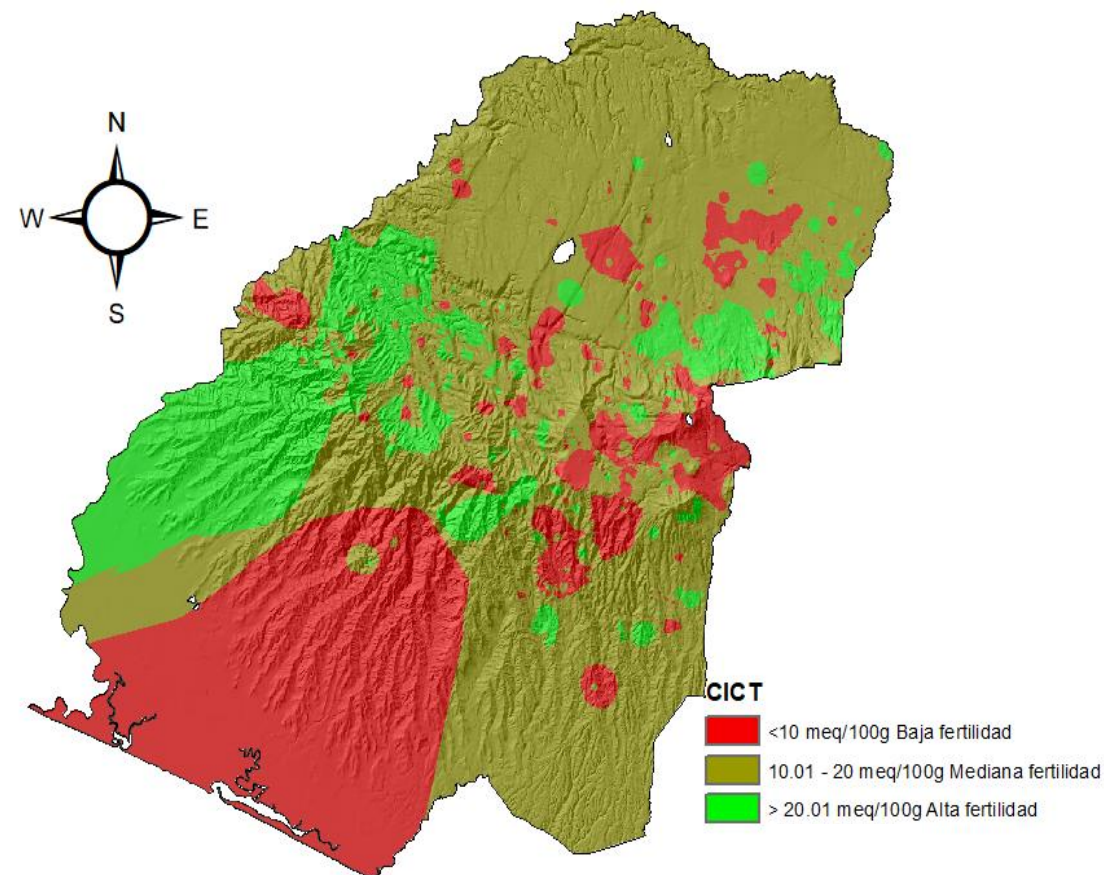 N
W
E
S
CICT
<10 meq/100g Baja fertilidad
10.01 - 20 meq/100g Mediana fertilidad
> 20.01 meq/100g Alta fertilidad